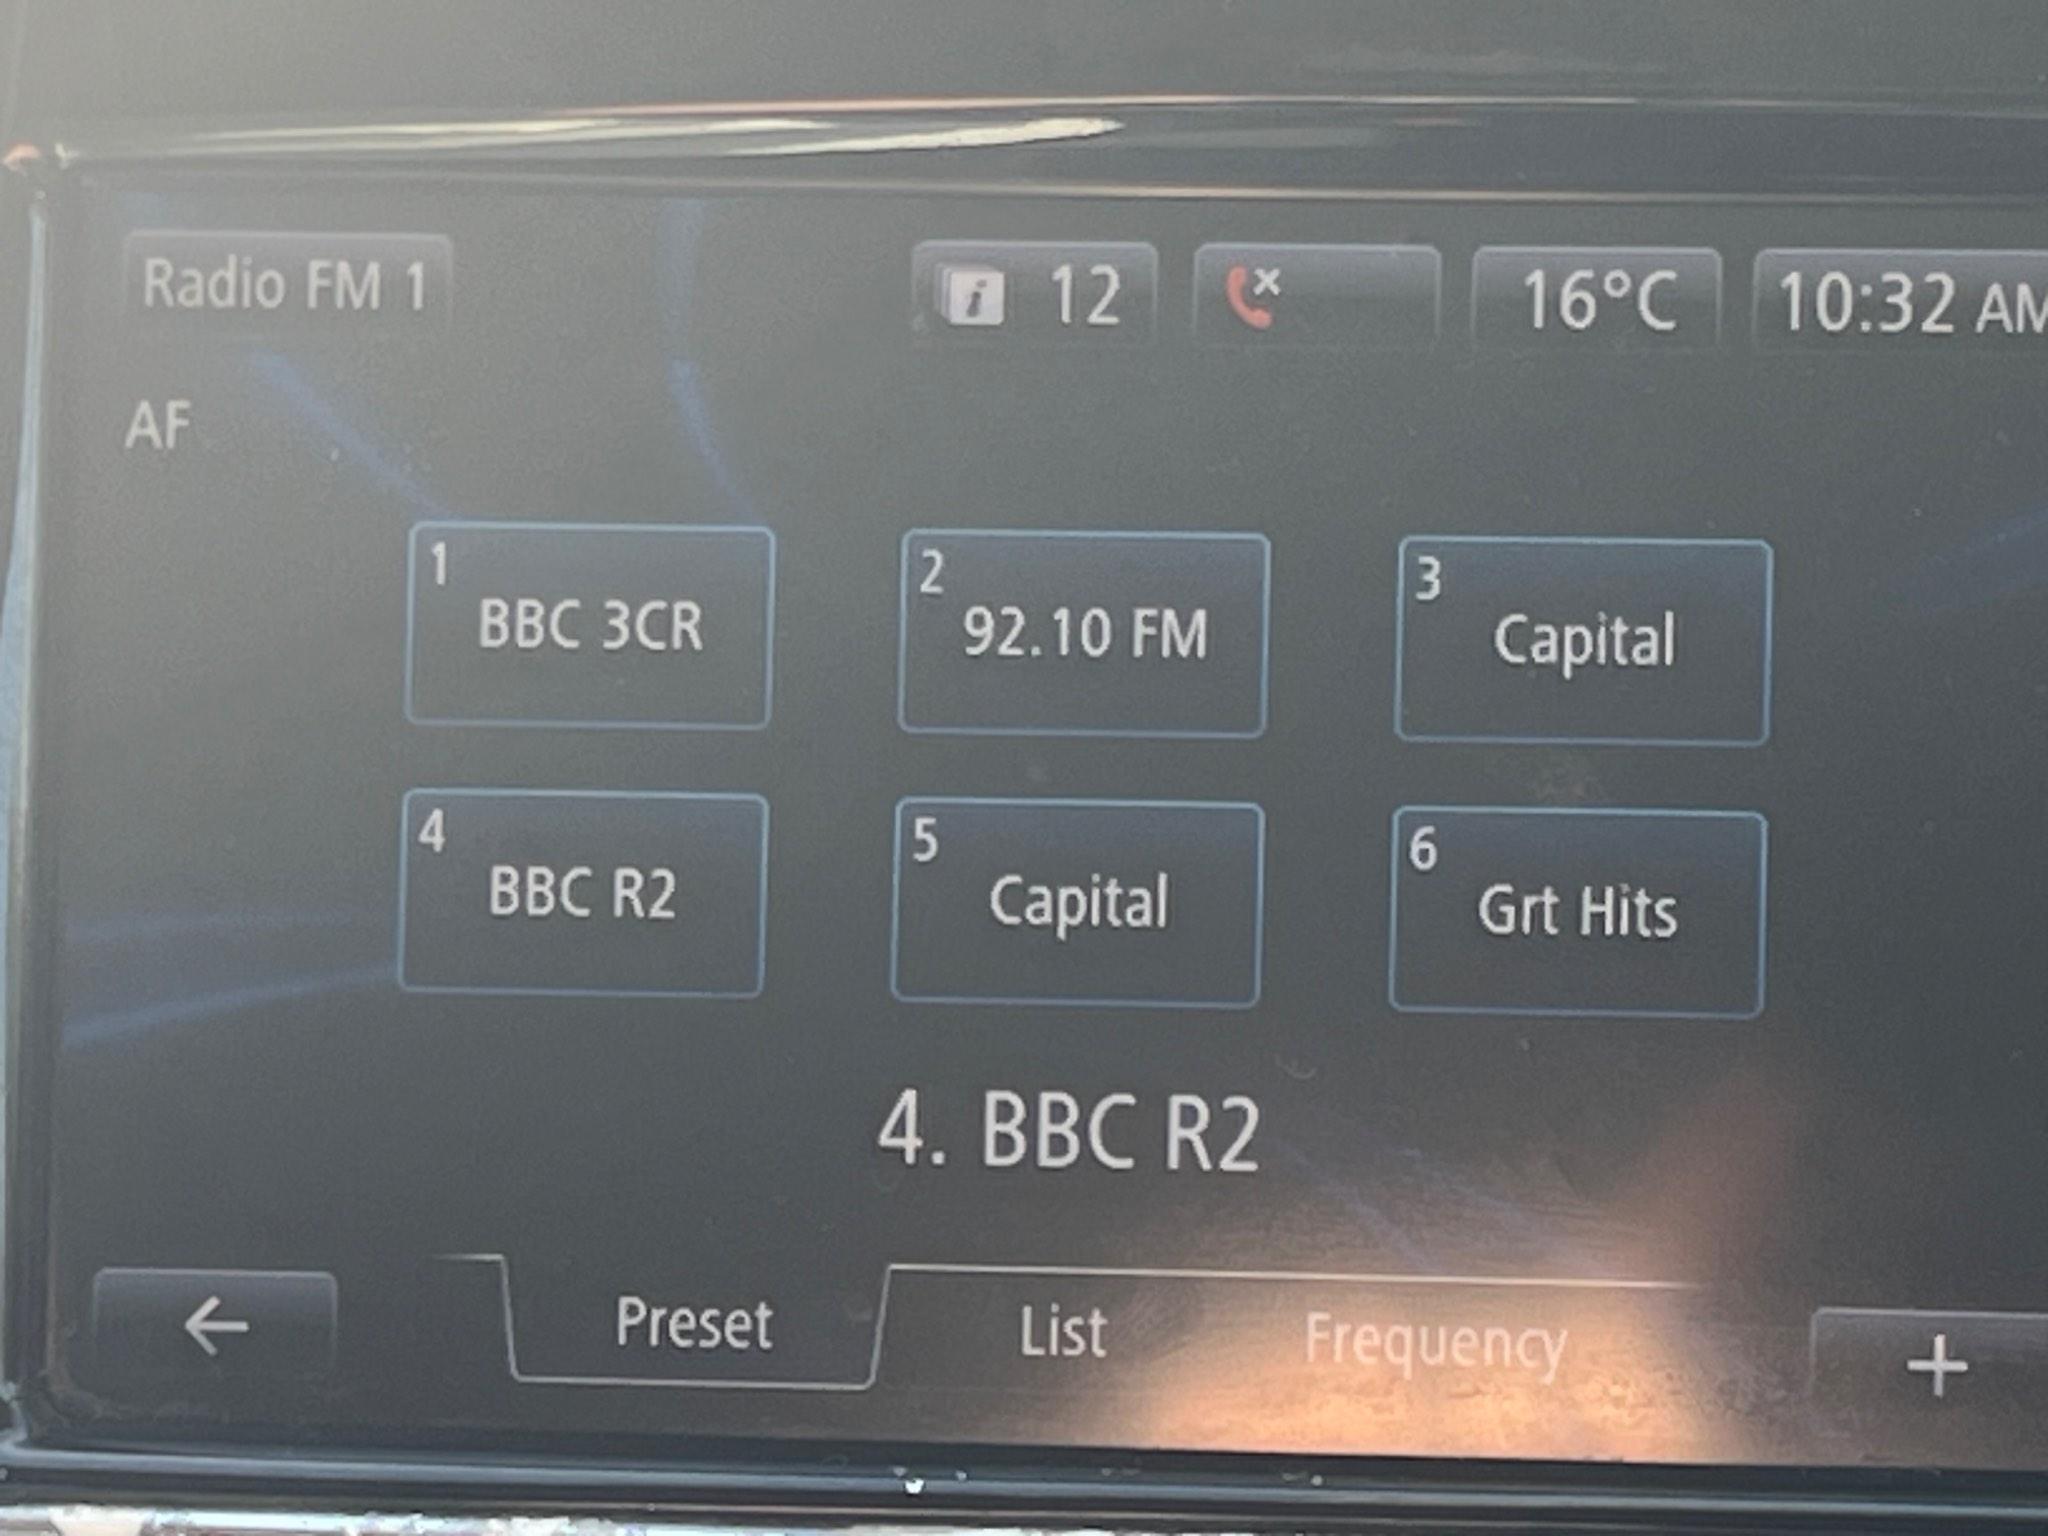 Radio FM 1
i 12
16°C
10:32 AM
AF
1 BBC 3CR
2 92.10 FM
3 Capital
4 BBC R2
5 Capital
6 Grt Hits
4. BBC R2
Preset
List
Frequency
+